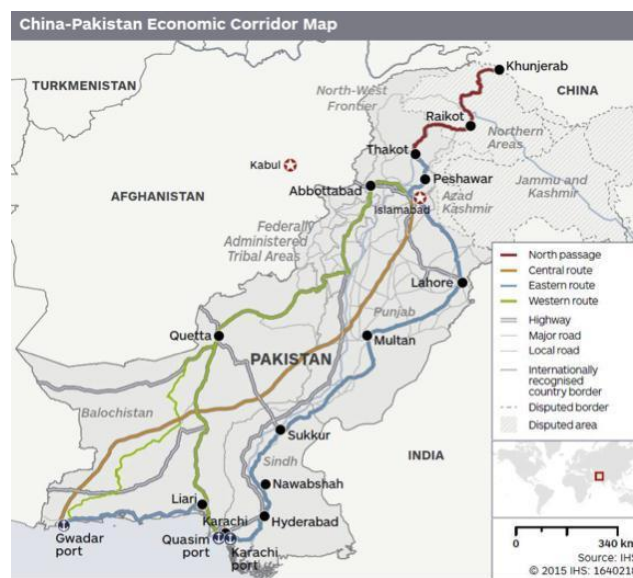 China-Pakistan Economic Corridor Map
TURKMENISTAN
North-West
Frontier
Khunjerab
CHINA
Raikot
Northern
Areas
Thakot
Kabul
Peshawar
Jammu and
Kashmir
Abbottabad
Azad
Kashmir
Islamabad
AFGHANISTAN
Federally
Administered
Tribal Areas
Lahore
Punjab
Quetta
Multan
PAKISTAN
Balochistan
Sukkur
INDIA
Sindh
Nawabshah
Liari
Karachi
Hyderabad
Gwadar
port
Quasim
port
Karachi
port
North passage
Central route
Eastern route
Western route
Highway
Major road
Local road
Internationally
recognised
country border
Disputed border
Disputed area
0
340 km
Source: IHS
© 2015 IHS: 1640218